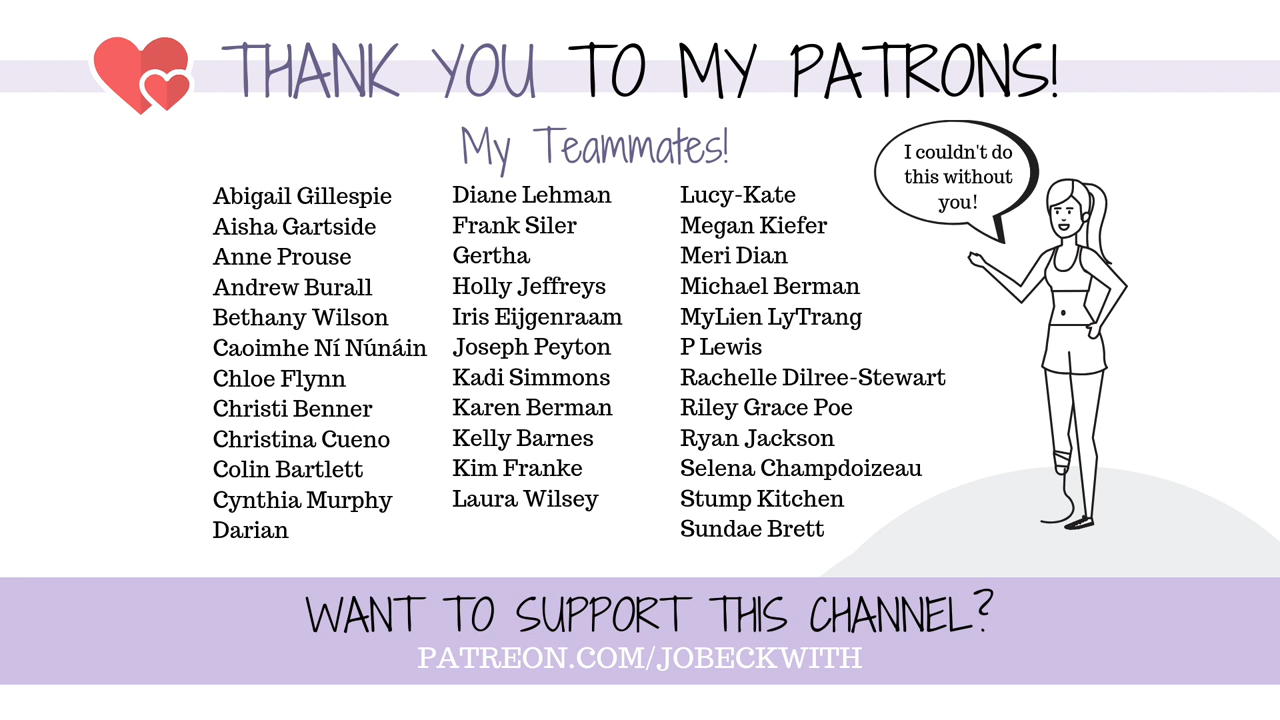 THANK YOU TO MY PATRONS!
My Teammates!
Abigail Gillespie
Aisha Gartside
Anne Prouse
Andrew Burall
Bethany Wilson
Caoimhe Ní Núnáin
Chloe Flynn
Christi Benner
Christina Cueno
Colin Bartlett
Cynthia Murphy
Darian
Diane Lehman
Frank Siler
Gertha
Holly Jeffreys
Iris Eijgenraam
Joseph Peyton
Kadi Simmons
Karen Berman
Kelly Barnes
Kim Franke
Laura Wilsey
Lucy-Kate
Megan Kiefer
Meri Dian
Michael Berman
MyLien LyTrang
P Lewis
Rachelle Dilree-Stewart
Riley Grace Poe
Ryan Jackson
Selena Champdoizeau
Stump Kitchen
Sundae Brett
I couldn't do
this without
you!
WANT TO SUPPORT THIS CHANNEL?
PATREON.COM/JOBECKWITH